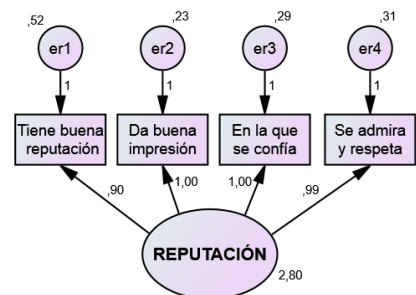 ,52
,23
,29
,31
er1
er2
er3
er4
1
1
1
1
Tiene buena
reputación
Da buena
impresión
En la que
se confía
Se admira
y respeta
,90
1,00
1,00
,99
REPUTACIÓN
2,80